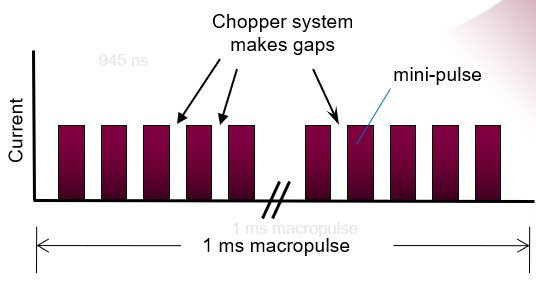 Chopper system
makes gaps
945 ns
mini-pulse
Current
1 ms macropulse
1 ms macropulse